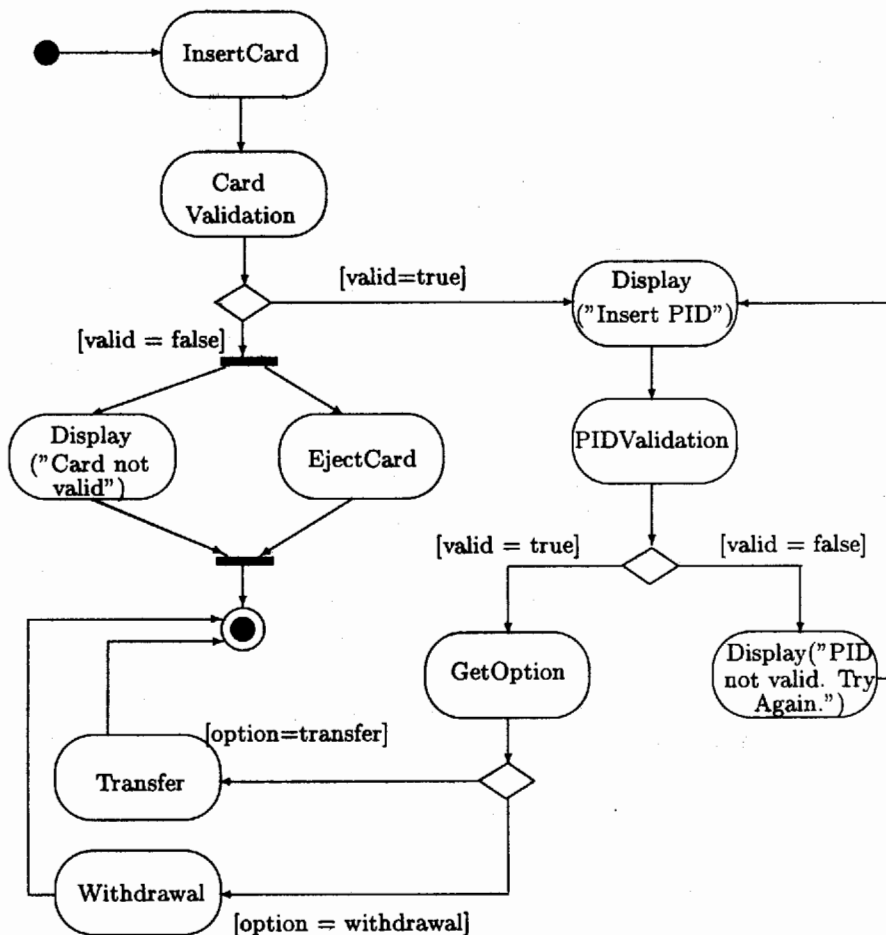 InsertCard
Card
Validation
[valid=true]
Display
("Insert PID")
[valid = false]
Display
("Card not
valid")
EjectCard
PIDValidation
[valid = true]
[valid = false]
GetOption
Display("PID
not valid. Try
Again.")
[option=transfer]
Transfer
Withdrawal
[option = withdrawal]